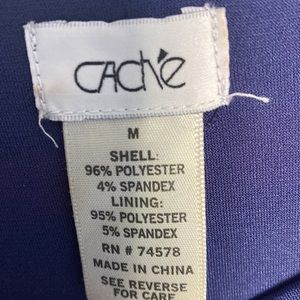 CACHÉ
M
SHELL:
96% POLYESTER
4% SPANDEX
LINING:
95% POLYESTER
5% SPANDEX
RN # 74578
MADE IN CHINA
SEE REVERSE
FOR CARE